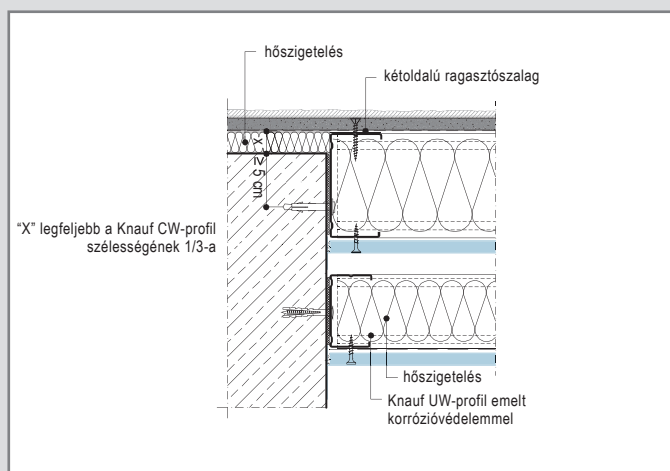 hőszigetelés
kétoldalú ragasztószalag
-x-
≥ 5 cm
"X" legfeljebb a Knauf CW-profil
szélességének 1/3-a
hőszigetelés
Knauf UW-profil emelt
korrózióvédelemmel